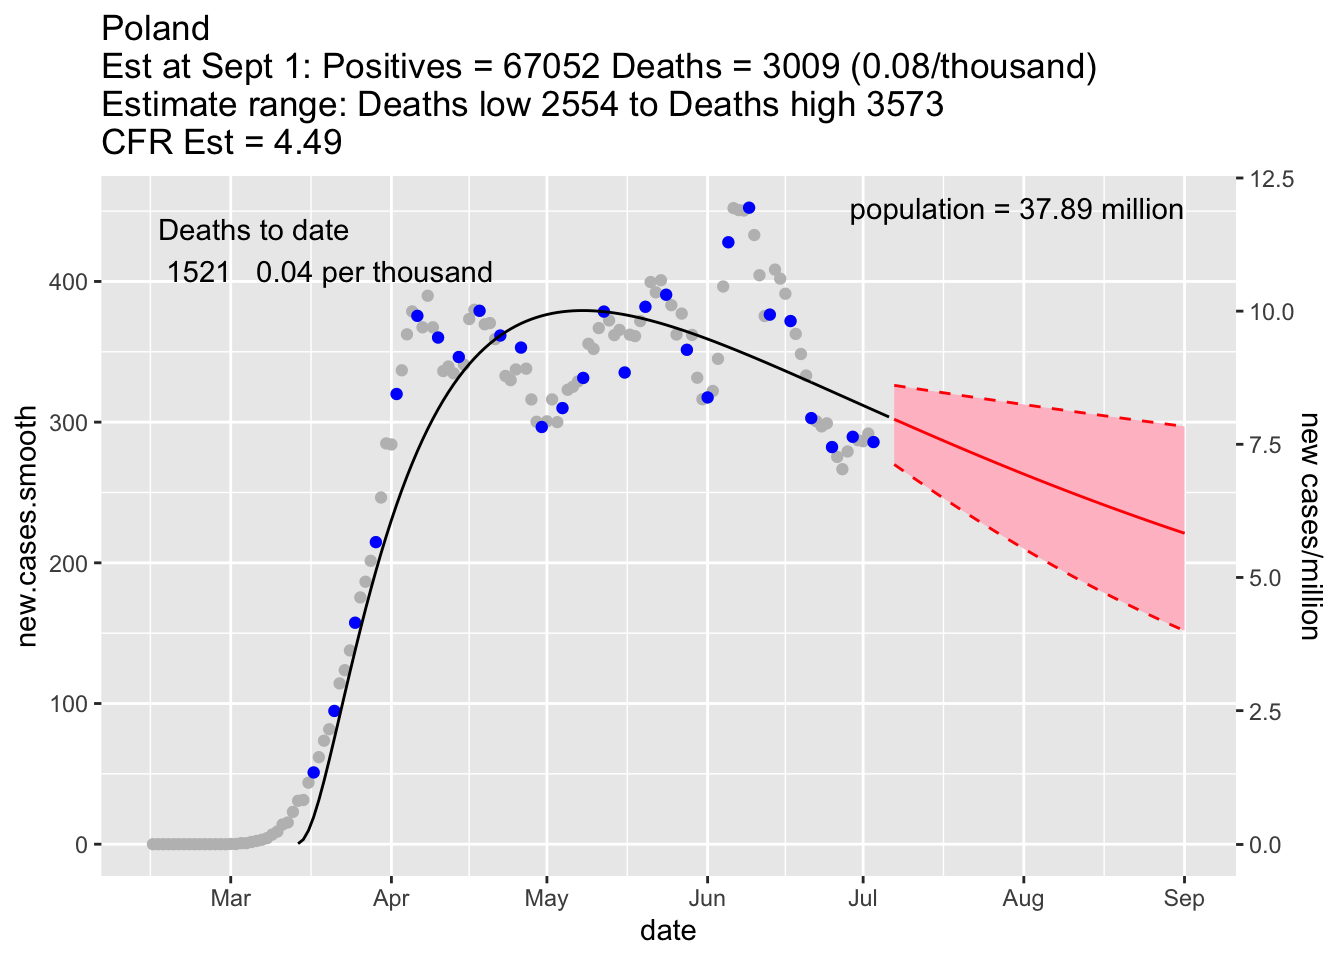 Poland
Est at Sept 1: Positives = 67052 Deaths = 3009 (0.08/thousand)
Estimate range: Deaths low 2554 to Deaths high 3573
CFR Est = 4.49
Deaths to date
1521 0.04 per thousand
population = 37.89 million
new.cases.smooth
400
300
200
100
0
12.5
10.0
7.5
5.0
2.5
0.0
new cases/million
Mar Apr May Jun Jul Aug Sep
date